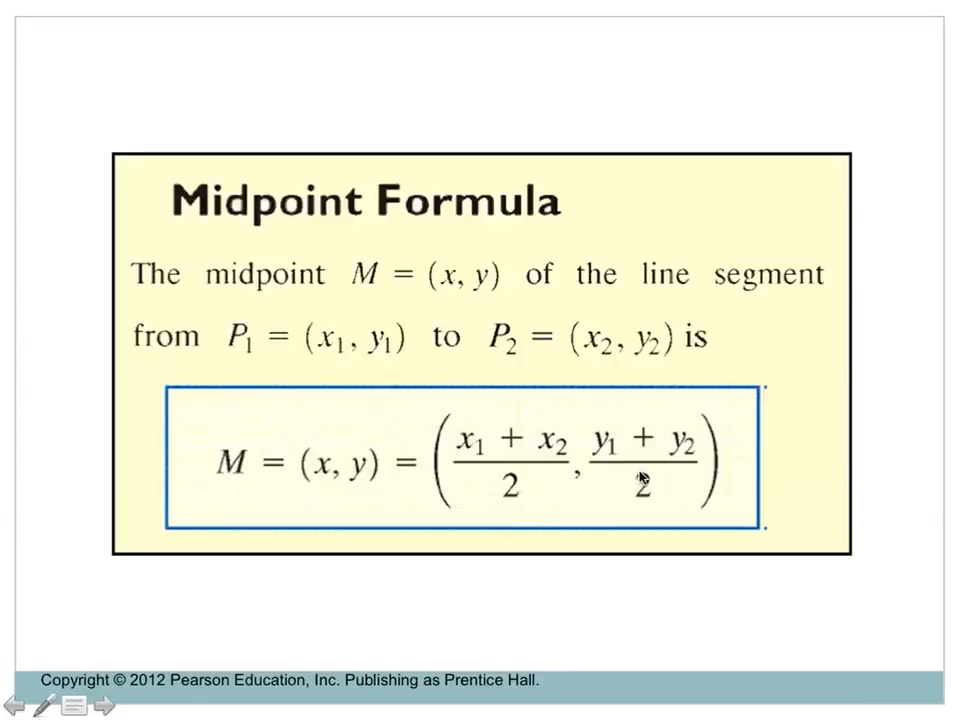 Midpoint Formula
The midpoint M = (x, y) of the line segment
from P₁ = (x₁, y₁) to P₂ = (x₂, y₂) is
M = (x, y) = ( (x₁ + x₂)/2 , (y₁ + y₂)/2 )
Copyright © 2012 Pearson Education, Inc. Publishing as Prentice Hall.